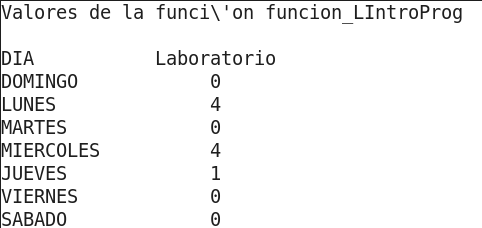 Valores de la funci\'on funcion_LIntroProg
DIA Laboratorio
DOMINGO 0
LUNES 4
MARTES 0
MIERCOLES 4
JUEVES 1
VIERNES 0
SABADO 0